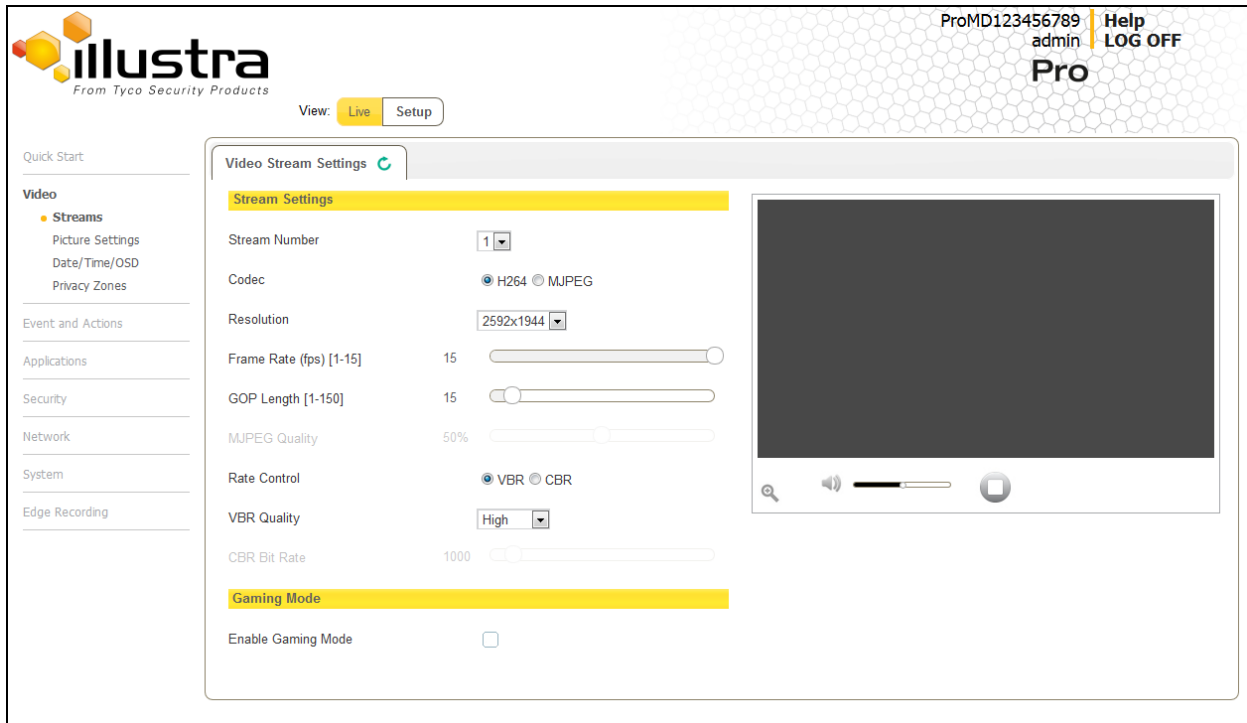 illustra
From Tyco Security Products
ProMD123456789 Help
admin LOG OFF
Pro
View: Live Setup
Quick Start
Video
Streams
Picture Settings
Date/Time/OSD
Privacy Zones
Event and Actions
Applications
Security
Network
System
Edge Recording
Video Stream Settings
Stream Settings
Stream Number 1
Codec H264 MJPEG
Resolution 2592x1944
Frame Rate (fps) [1-15] 15
GOP Length [1-150] 15
MJPEG Quality 50%
Rate Control VBR CBR
VBR Quality High
CBR Bit Rate 1000
Gaming Mode
Enable Gaming Mode